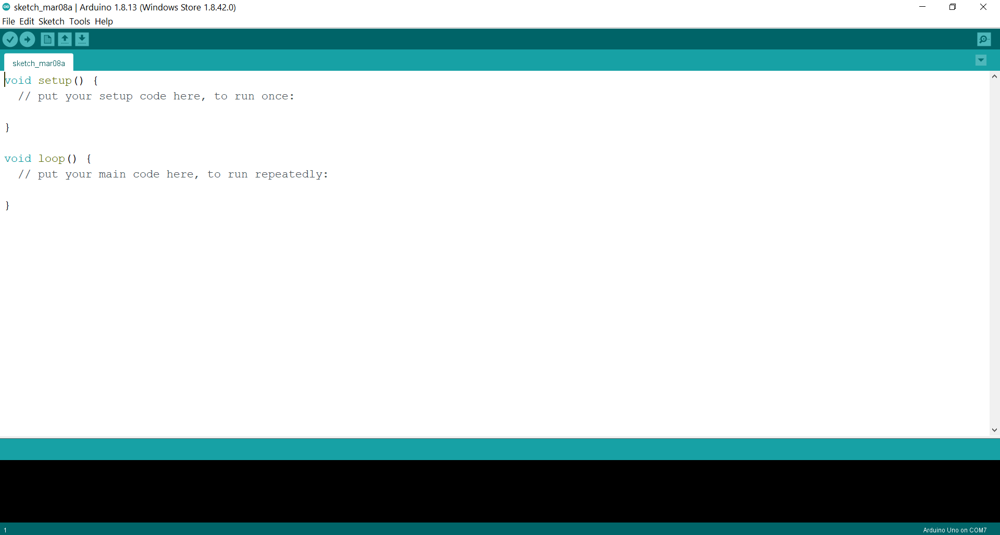 sketch_mar08a | Arduino 1.8.13 (Windows Store 1.8.42.0)
File Edit Sketch Tools Help
sketch_mar08a
void setup() {
  // put your setup code here, to run once:
}
void loop() {
  // put your main code here, to run repeatedly:
}
1
Arduino Uno on COM7